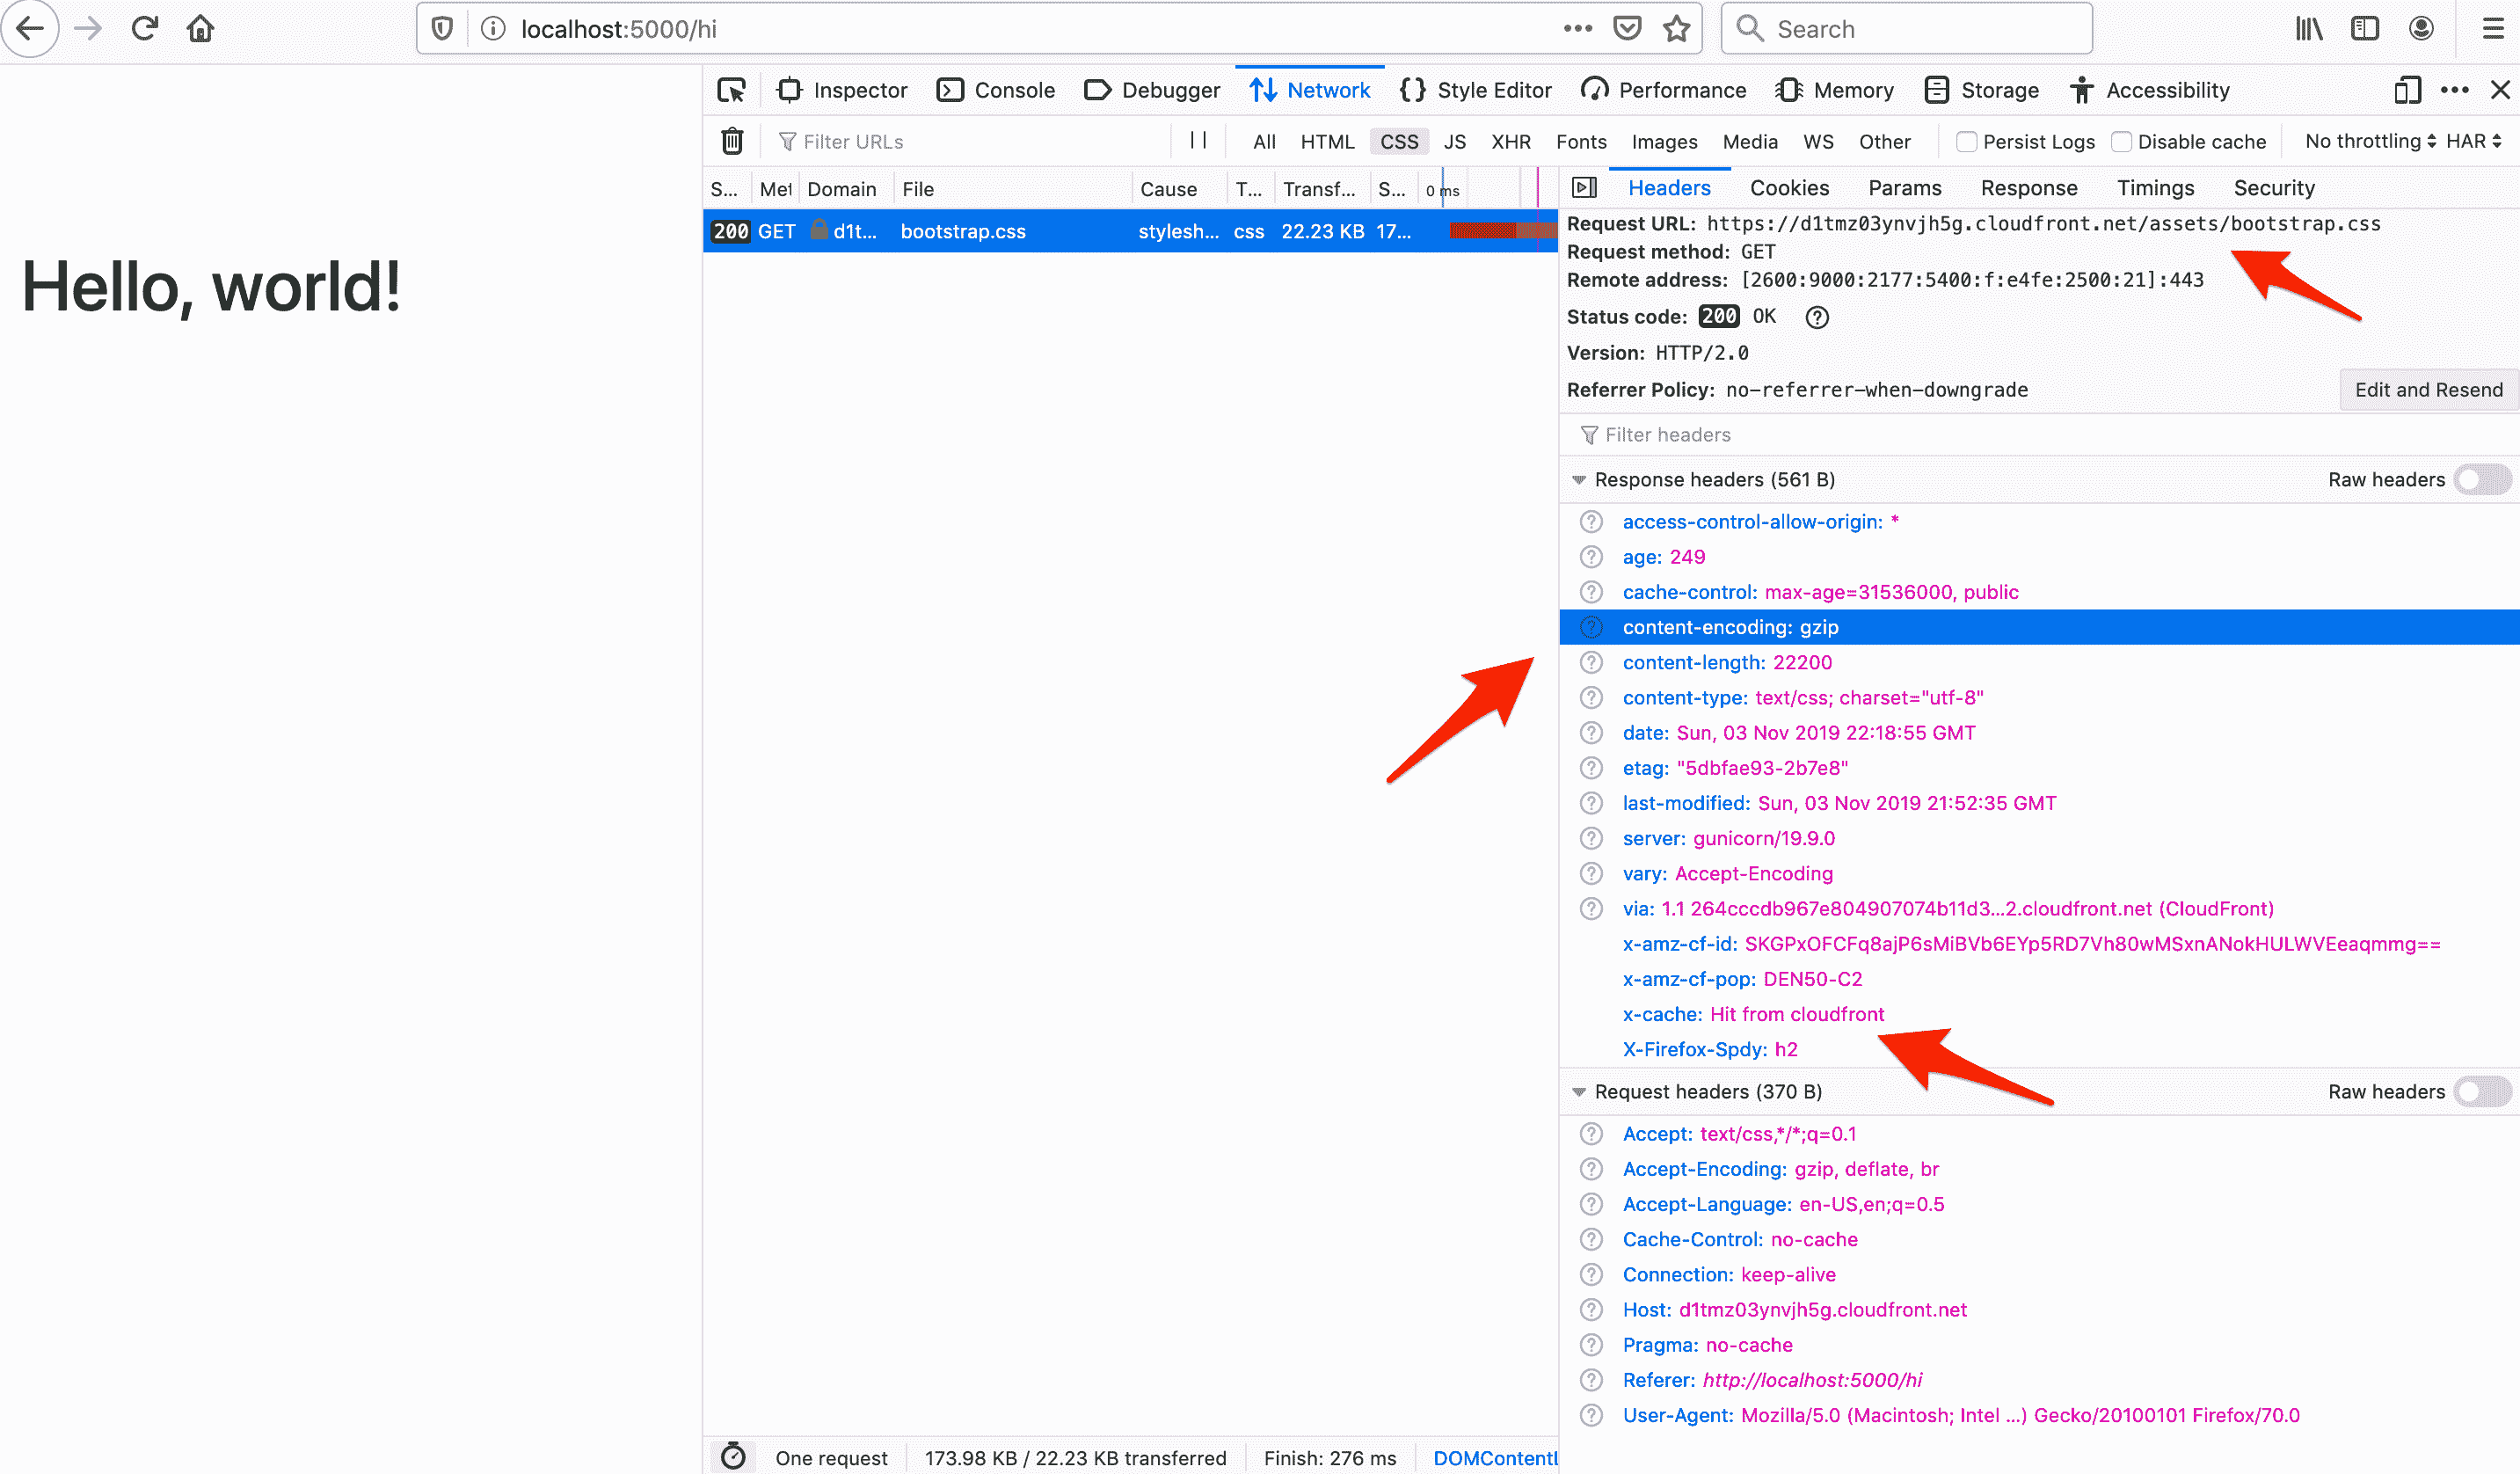 localhost:5000/hi
Search
Hello, world!
Inspector Console Debugger Network Style Editor Performance Memory Storage Accessibility
Filter URLs All HTML CSS JS XHR Fonts Images Media WS Other Persist Logs Disable cache No throttling HAR
S... Met Domain File Cause T... Transf... S... 0 ms
200 GET d1t... bootstrap.css stylesh... css 22.23 KB 17...
Headers Cookies Params Response Timings Security
Request URL: https://d1tmz03ynvjh5g.cloudfront.net/assets/bootstrap.css
Request method: GET
Remote address: [2600:9000:2177:5400:f:e4fe:2500:21]:443
Status code: 200 OK
Version: HTTP/2.0
Referrer Policy: no-referrer-when-downgrade Edit and Resend
Filter headers
Response headers (561 B) Raw headers
access-control-allow-origin: *
age: 249
cache-control: max-age=31536000, public
content-encoding: gzip
content-length: 22200
content-type: text/css; charset="utf-8"
date: Sun, 03 Nov 2019 22:18:55 GMT
etag: "5dbfae93-2b7e8"
last-modified: Sun, 03 Nov 2019 21:52:35 GMT
server: gunicorn/19.9.0
vary: Accept-Encoding
via: 1.1 264cccdb967e804907074b11d3...2.cloudfront.net (CloudFront)
x-amz-cf-id: SKGPxOFCFq8ajP6sMiBVb6EYp5RD7Vh80wMSxnANokHULWVEeaqmmg==
x-amz-cf-pop: DEN50-C2
x-cache: Hit from cloudfront
X-Firefox-Spdy: h2
Request headers (370 B) Raw headers
Accept: text/css,*/*;q=0.1
Accept-Encoding: gzip, deflate, br
Accept-Language: en-US,en;q=0.5
Cache-Control: no-cache
Connection: keep-alive
Host: d1tmz03ynvjh5g.cloudfront.net
Pragma: no-cache
Referer: http://localhost:5000/hi
User-Agent: Mozilla/5.0 (Macintosh; Intel ...) Gecko/20100101 Firefox/70.0
One request 173.98 KB / 22.23 KB transferred Finish: 276 ms DOMContentL